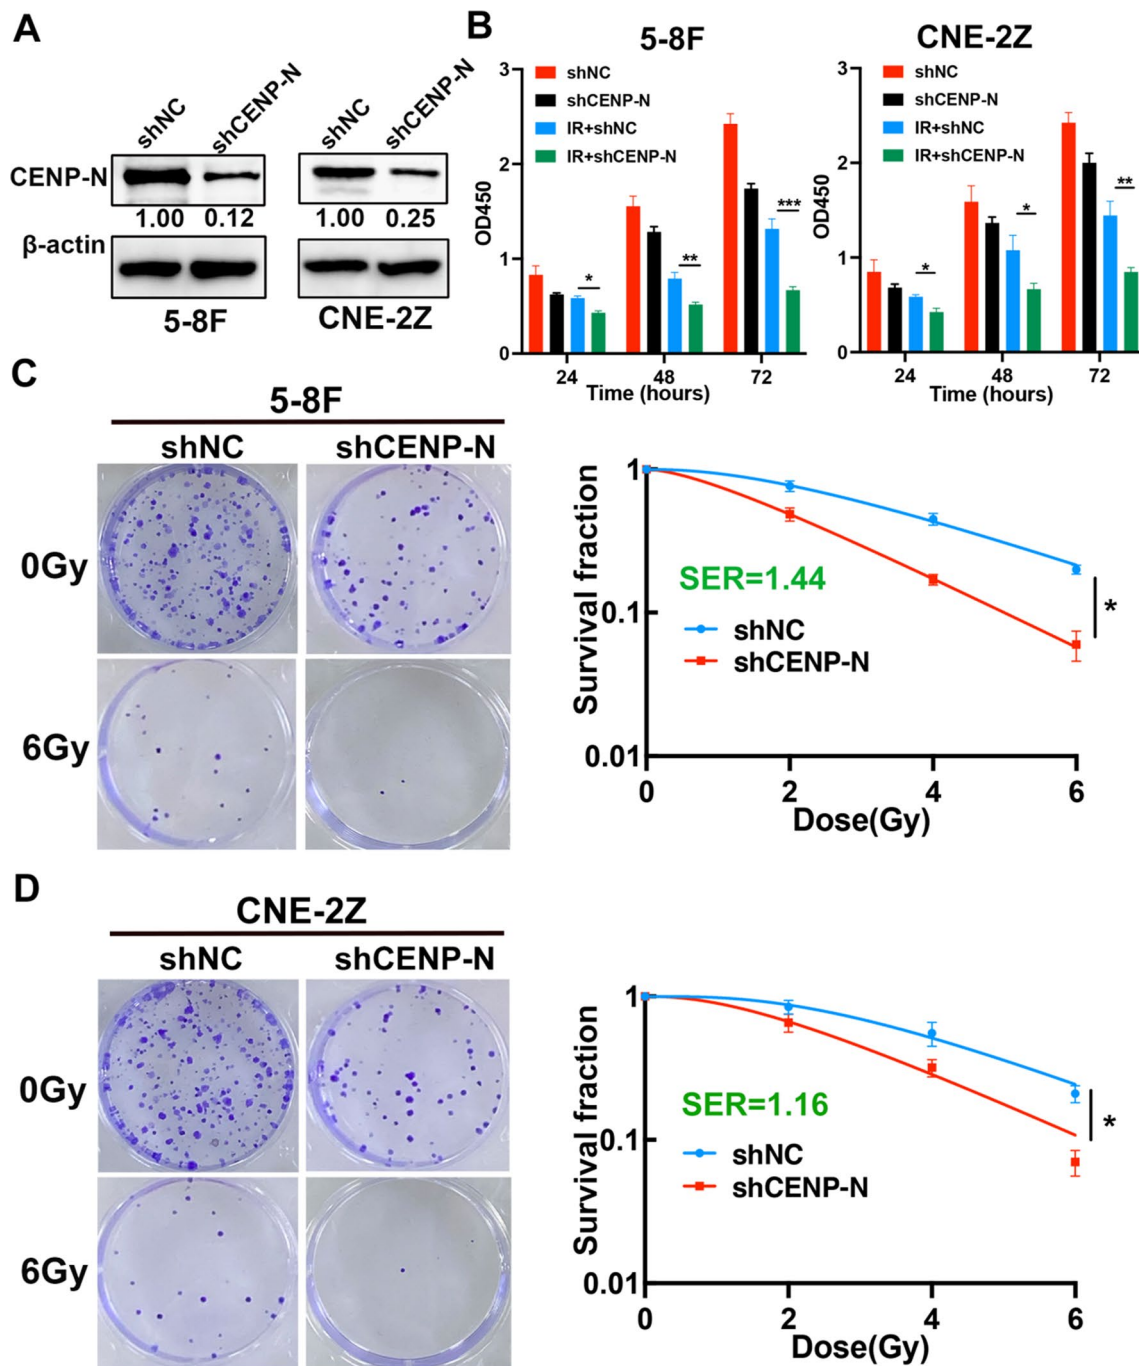 A
shNC
shCENP-N
shNC
shCENP-N
CENP-N
1.00 0.12
1.00 0.25
β-actin
5-8F
CNE-2Z
B
5-8F
3
2
1
0
OD450
shNC
shCENP-N
IR+shNC
IR+shCENP-N
*
**
***
24 48 72
Time (hours)
CNE-2Z
3
2
1
0
OD450
shNC
shCENP-N
IR+shNC
IR+shCENP-N
*
*
**
24 48 72
Time (hours)
C
5-8F
shNC shCENP-N
0Gy
6Gy
1
0.1
0.01
Survival fraction
SER=1.44
shNC
shCENP-N
*
0 2 4 6
Dose(Gy)
D
CNE-2Z
shNC shCENP-N
0Gy
6Gy
1
0.1
0.01
Survival fraction
SER=1.16
shNC
shCENP-N
*
0 2 4 6
Dose(Gy)